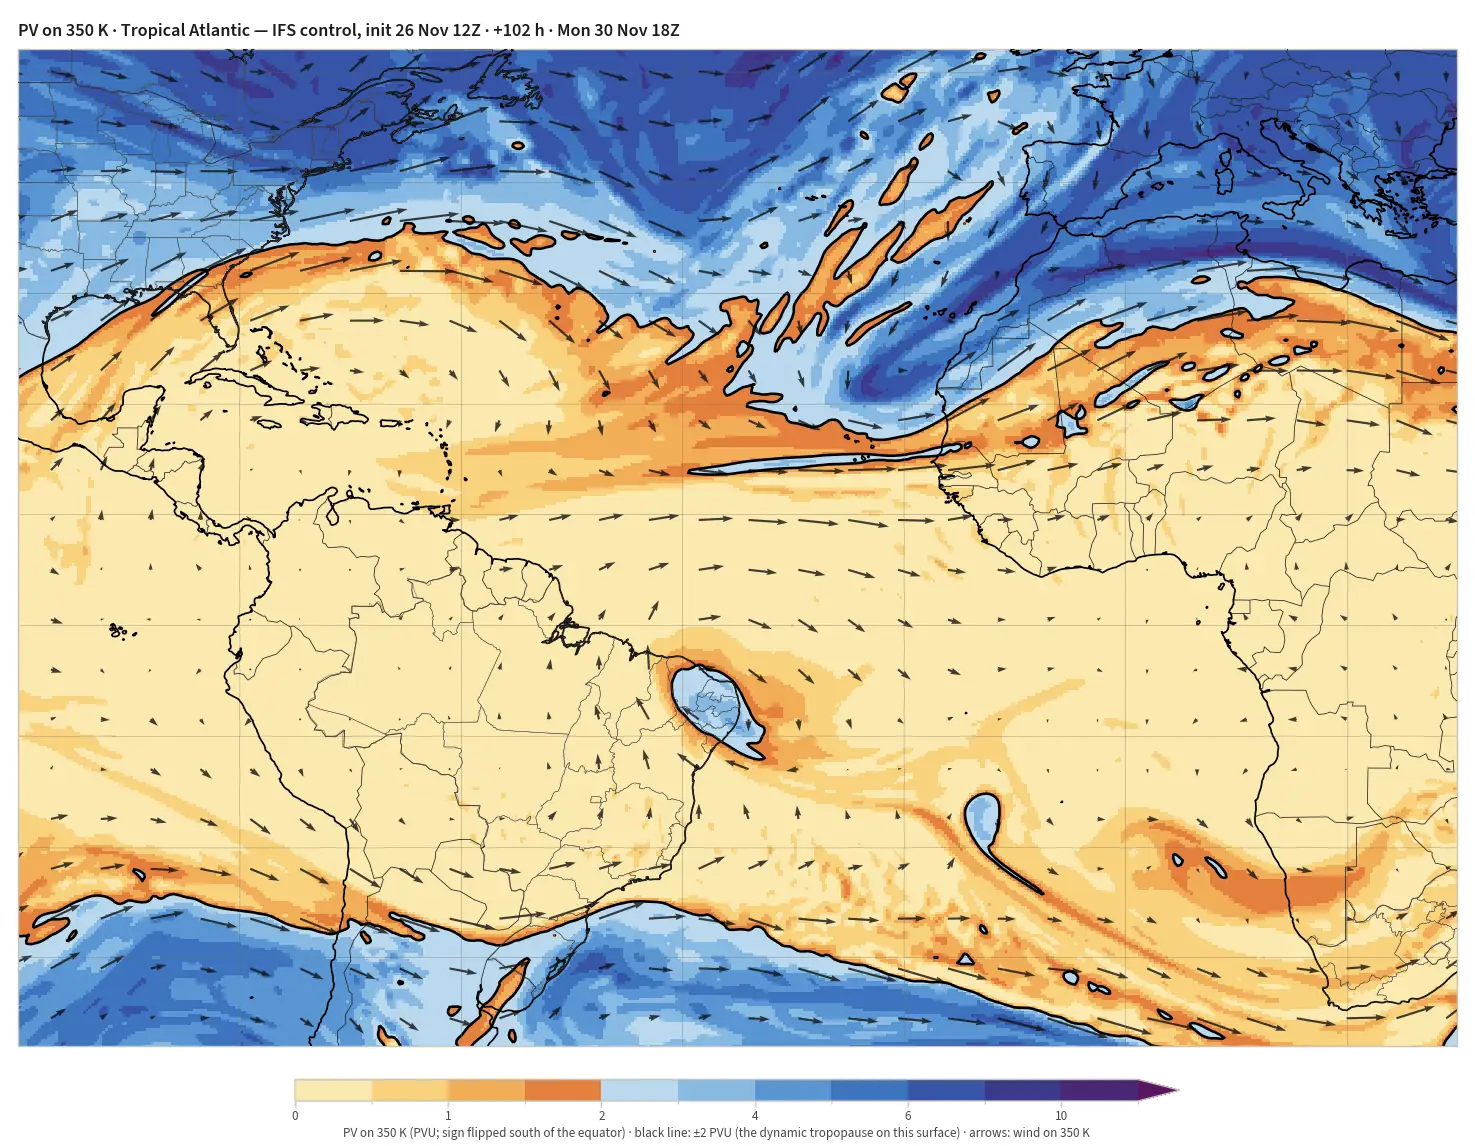 PV on 350 K · Tropical Atlantic — IFS control, init 26 Nov 12Z · +102 h · Mon 30 Nov 18Z
0 1 2 4 6 8 10
PV on 350 K (PVU; sign flipped south of the equator) · black line: ±2 PVU (the dynamic tropopause on this surface) · arrows: wind on 350 K